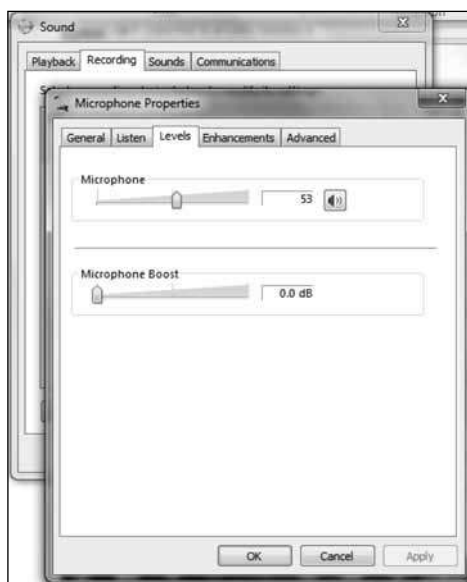 Sound
Playback Recording Sounds Communications
Microphone Properties
General Listen Levels Enhancements Advanced
Microphone
53
Microphone Boost
0.0 dB
OK Cancel Apply